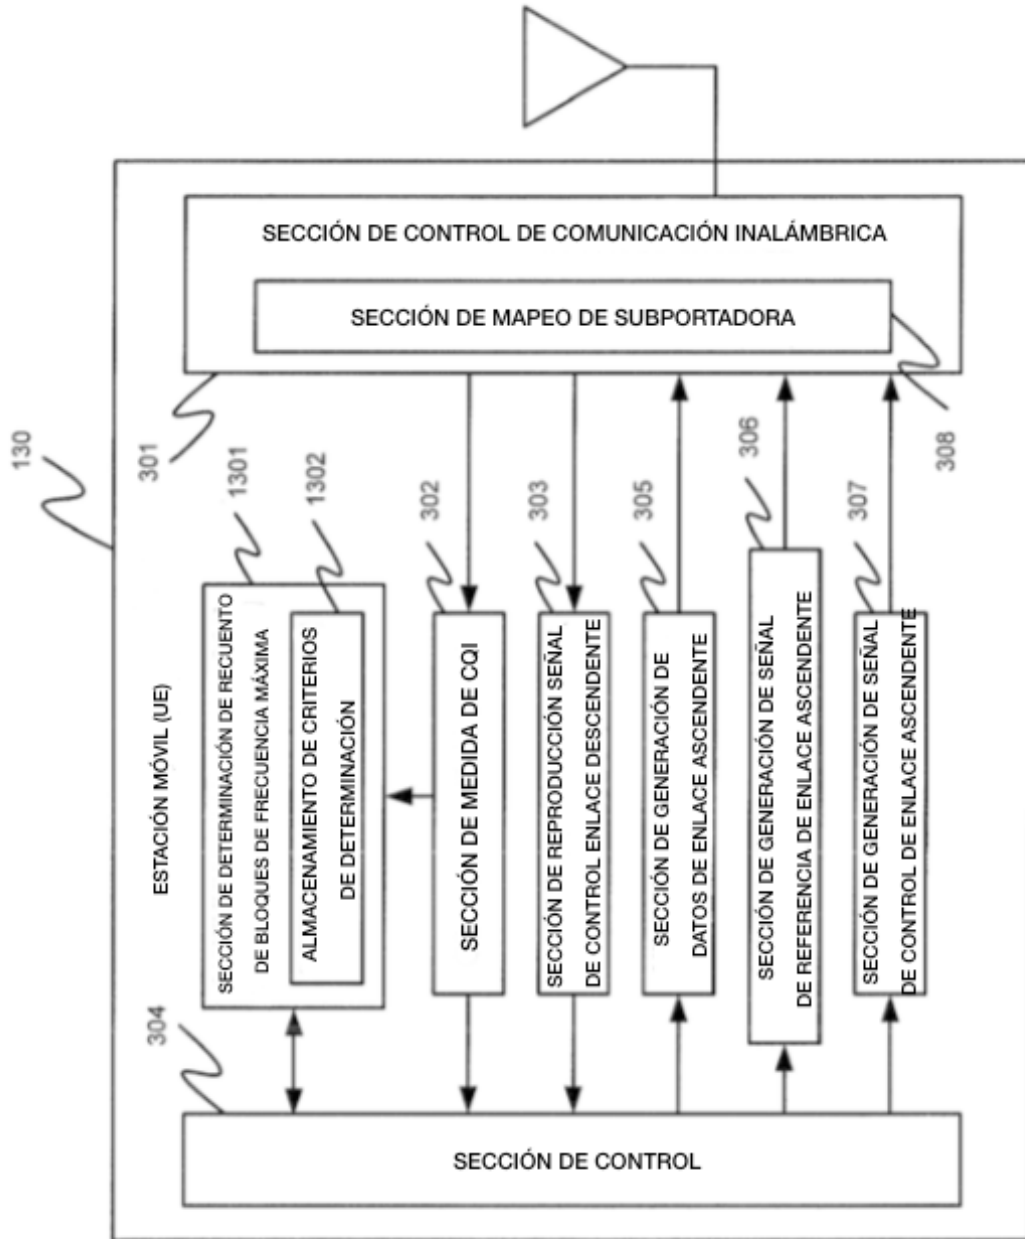 130
ESTACIÓN MÓVIL (UE)
SECCIÓN DE CONTROL DE COMUNICACIÓN INALÁMBRICA
SECCIÓN DE MAPEO DE SUBPORTADORA
301
308
1301
SECCIÓN DE DETERMINACIÓN DE RECUENTO
DE BLOQUES DE FRECUENCIA MÁXIMA
1302
ALMACENAMIENTO DE CRITERIOS
DE DETERMINACIÓN
302
SECCIÓN DE MEDIDA DE CQI
303
SECCIÓN DE REPRODUCCIÓN SEÑAL
DE CONTROL ENLACE DESCENDENTE
305
SECCIÓN DE GENERACIÓN DE
DATOS DE ENLACE ASCENDENTE
306
SECCIÓN DE GENERACIÓN DE SEÑAL
DE REFERENCIA DE ENLACE ASCENDENTE
307
SECCIÓN DE GENERACIÓN DE SEÑAL
DE CONTROL DE ENLACE ASCENDENTE
304
SECCIÓN DE CONTROL